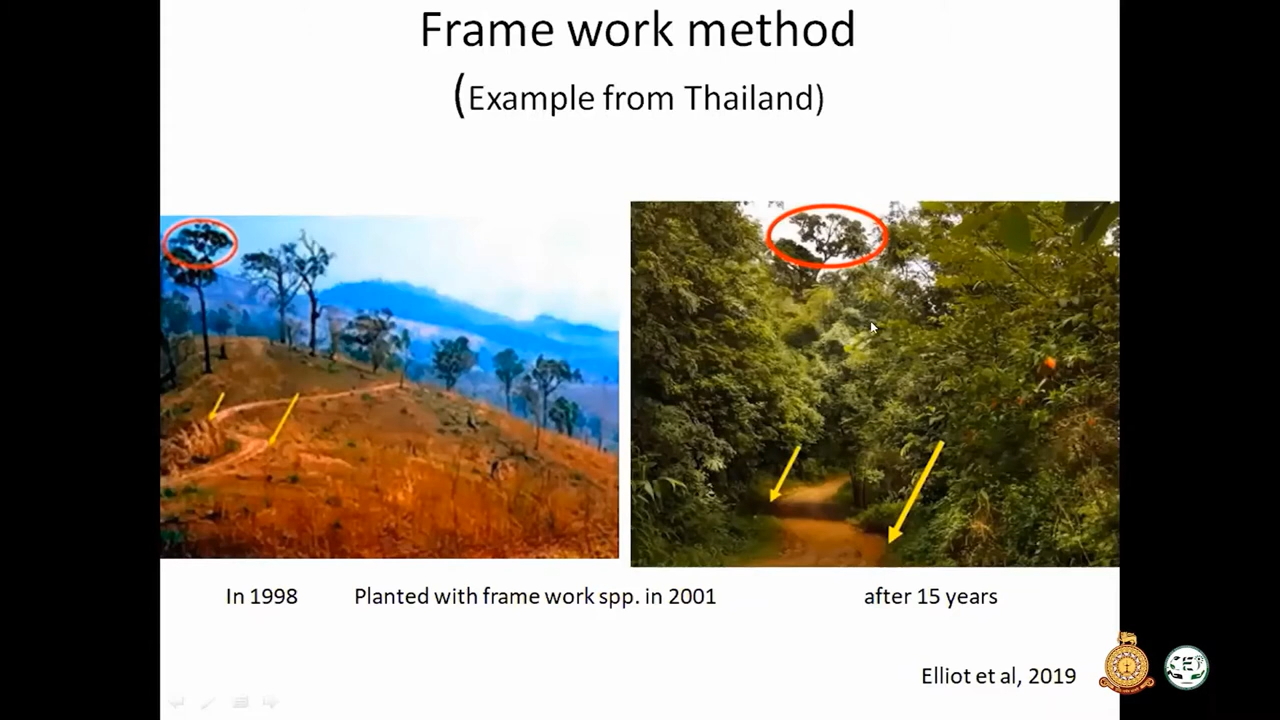 Frame work method
(Example from Thailand)
In 1998 Planted with frame work spp. in 2001 after 15 years
Elliot et al, 2019